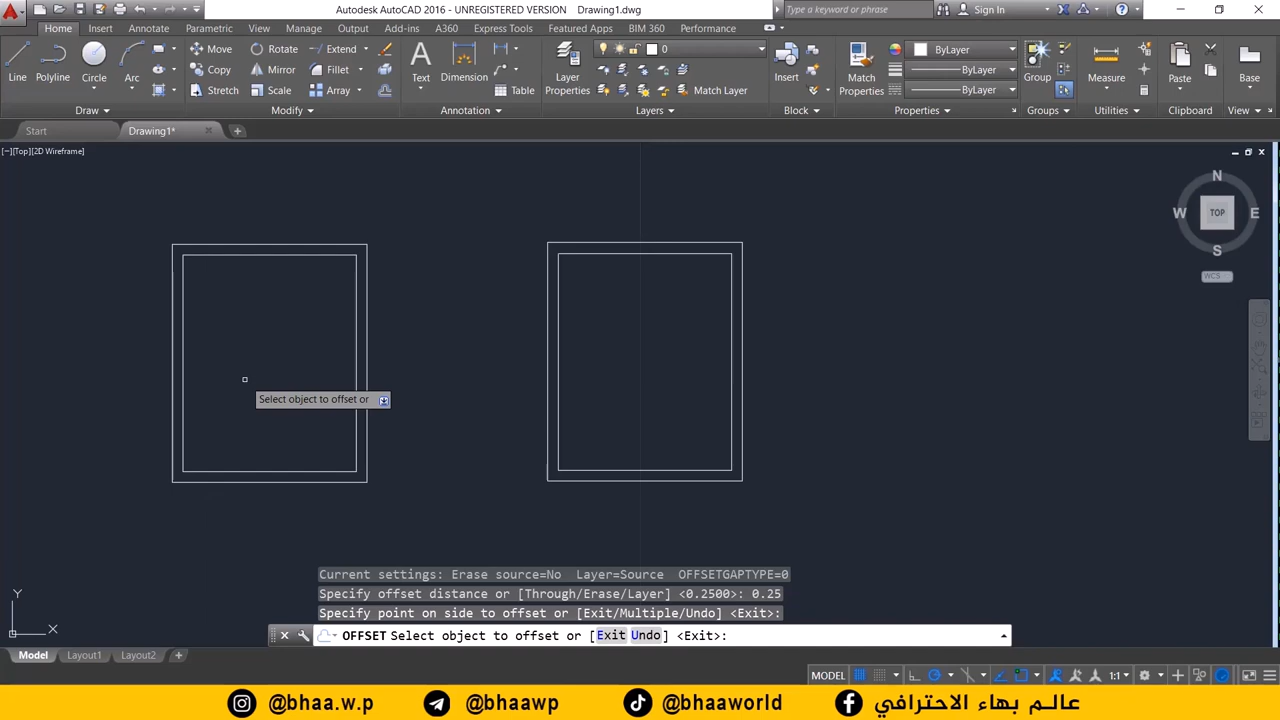 Autodesk AutoCAD 2016 - UNREGISTERED VERSION Drawing1.dwg
Type a keyword or phrase
Sign In
Home Insert Annotate Parametric View Manage Output Add-ins A360 Express Tools Featured Apps BIM 360 Performance
Line
Polyline
Circle
Arc
Move
Copy
Stretch
Rotate
Mirror
Scale
Extend
Fillet
Array
Text
Dimension
Table
Layer
Properties
0
Match Layer
Insert
Match
Properties
ByLayer
ByLayer
ByLayer
Group
Measure
Paste
Base
Draw Modify Annotation Layers Block Properties Groups Utilities Clipboard View
Start
Drawing1*
[−][Top][2D Wireframe]
N
W TOP E
S
WCS
Select object to offset or
Current settings: Erase source=No Layer=Source OFFSETGAPTYPE=0
Specify offset distance or [Through/Erase/Layer] <0.2500>: 0.25
Specify point on side to offset or [Exit/Multiple/Undo] <Exit>:
OFFSET Select object to offset or [Exit Undo] <Exit>:
Y
X
Model Layout1 Layout2
MODEL
1:1
@bhaa.w.p
@bhaawp
@bhaaworld
عالم بهاء الاحترافي